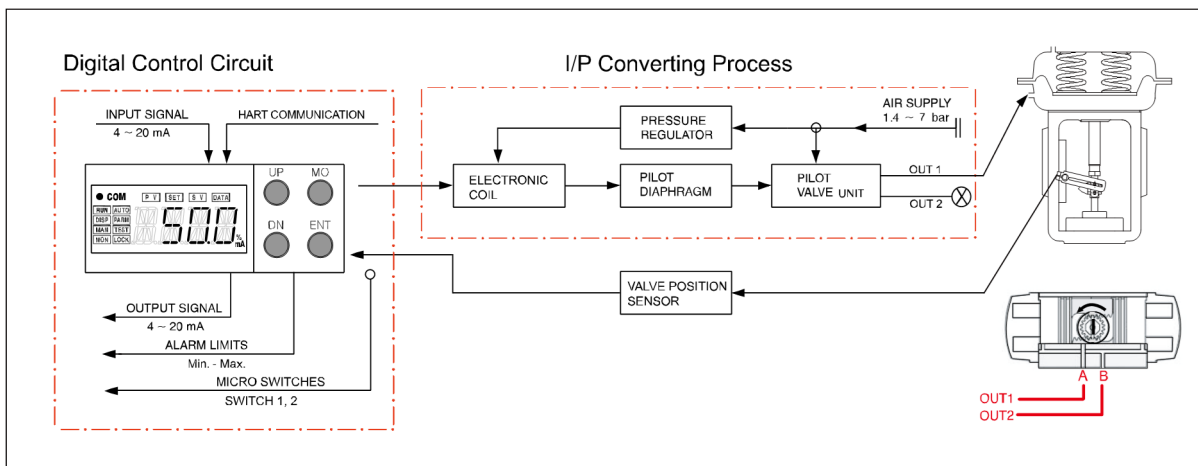 Digital Control Circuit
I/P Converting Process
INPUT SIGNAL
4 ~ 20 mA
HART COMMUNICATION
COM
P V
SET
S V
DATA
RUN
AUTO
DISP
PARM
MAN
TEST
MON
LOCK
50.0
%
mA
UP
MO
DN
ENT
OUTPUT SIGNAL
4 ~ 20 mA
ALARM LIMITS
Min. - Max.
MICRO SWITCHES
SWITCH 1, 2
PRESSURE
REGULATOR
AIR SUPPLY
1.4 ~ 7 bar
ELECTRONIC
COIL
PILOT
DIAPHRAGM
PILOT
VALVE UNIT
OUT 1
OUT 2
VALVE POSITION
SENSOR
A B
OUT1
OUT2